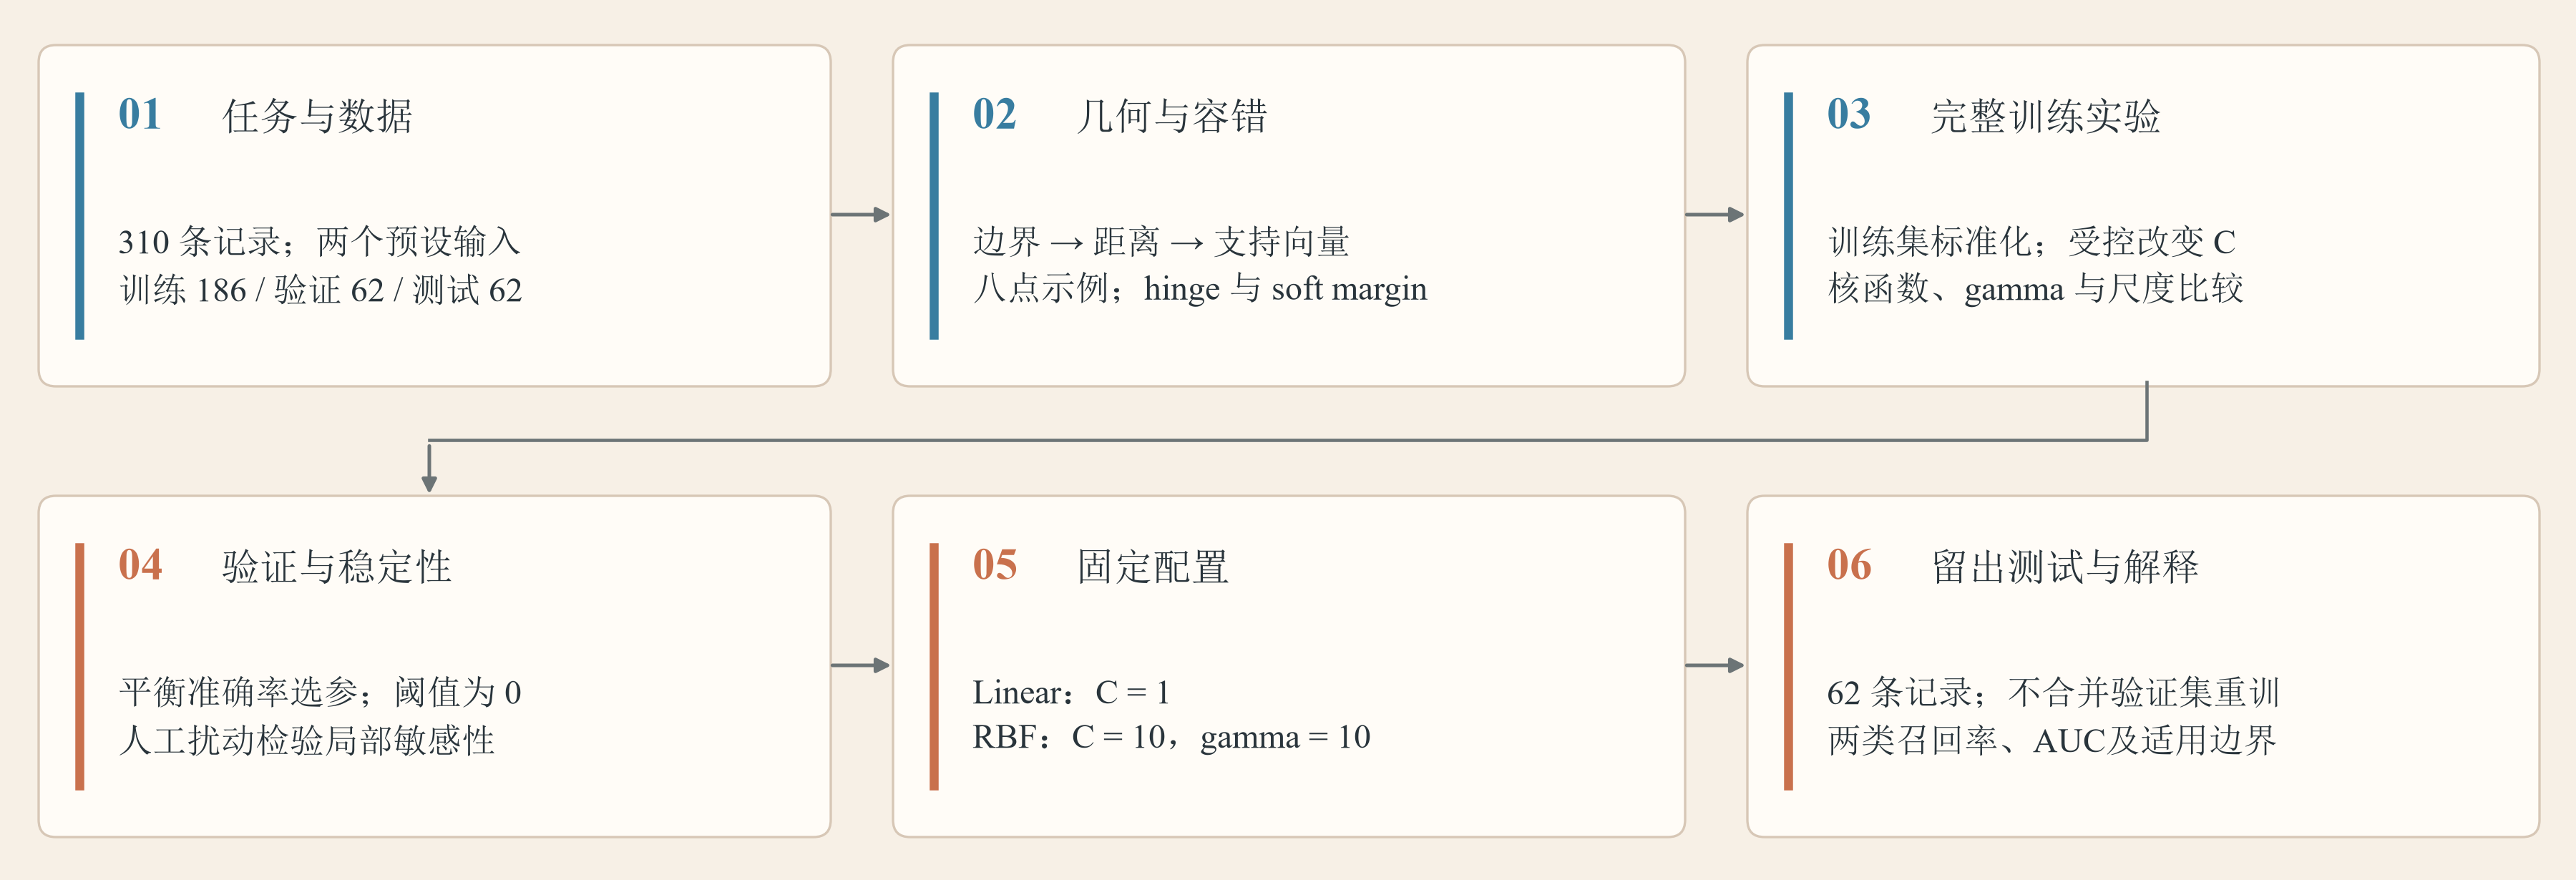 01 任务与数据
310 条记录；两个预设输入
训练 186 / 验证 62 / 测试 62
02 几何与容错
边界 → 距离 → 支持向量
八点示例；hinge 与 soft margin
03 完整训练实验
训练集标准化；受控改变 C
核函数、gamma 与尺度比较
04 验证与稳定性
平衡准确率选参；阈值为 0
人工扰动检验局部敏感性
05 固定配置
Linear：C = 1
RBF：C = 10，gamma = 10
06 留出测试与解释
62 条记录；不合并验证集重训
两类召回率、AUC及适用边界